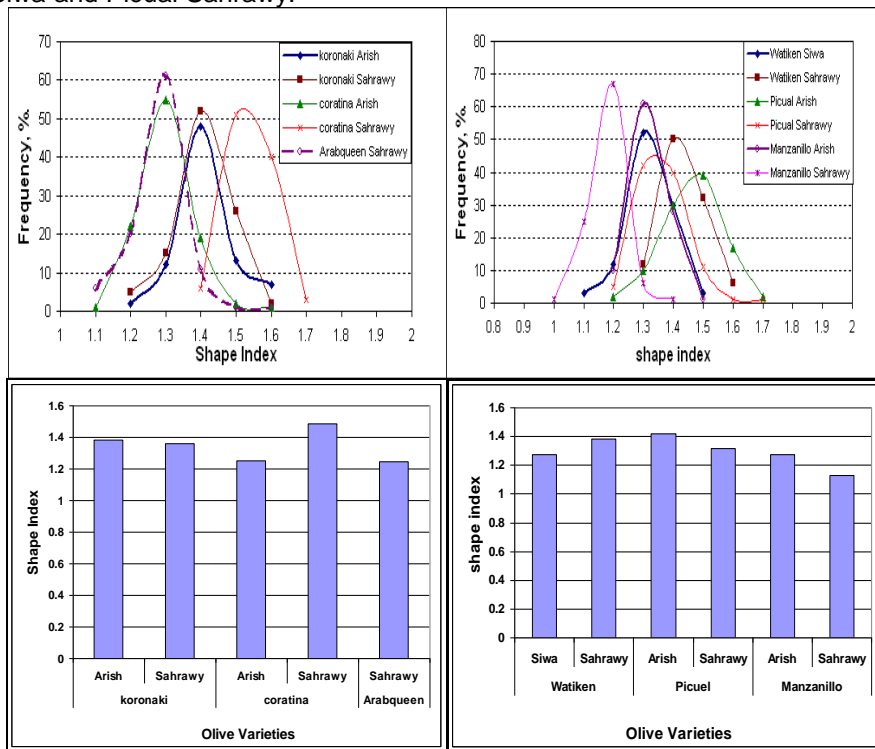 Siwa and Picual Sahrawy.
70
60
50
40
30
20
10
0
Frequency, %.
koronaki Arish
koronaki Sahrawy
coratina Arish
coratina Sahrawy
Arabqueen Sahrawy
1 1.1 1.2 1.3 1.4 1.5 1.6 1.7 1.8 1.9 2
Shape Index
80
70
60
50
40
30
20
10
0
Frequency, %.
Watiken Siwa
Watiken Sahrawy
Picual Arish
Picual Sahrawy
Manzanillo Arish
Manzanillo Sahrawy
0.8 0.9 1 1.1 1.2 1.3 1.4 1.5 1.6 1.7 1.8 1.9 2
shape index
1.6
1.4
1.2
1
0.8
0.6
0.4
0.2
0
Shape Index
Arish Sahrawy Arish Sahrawy Sahrawy
koronaki coratina Arabqueen
Olive Varieties
1.6
1.4
1.2
1
0.8
0.6
0.4
0.2
0
shape index
Siwa Sahrawy Arish Sahrawy Arish Sahrawy
Watiken Picuel Manzanillo
Olive Varieties